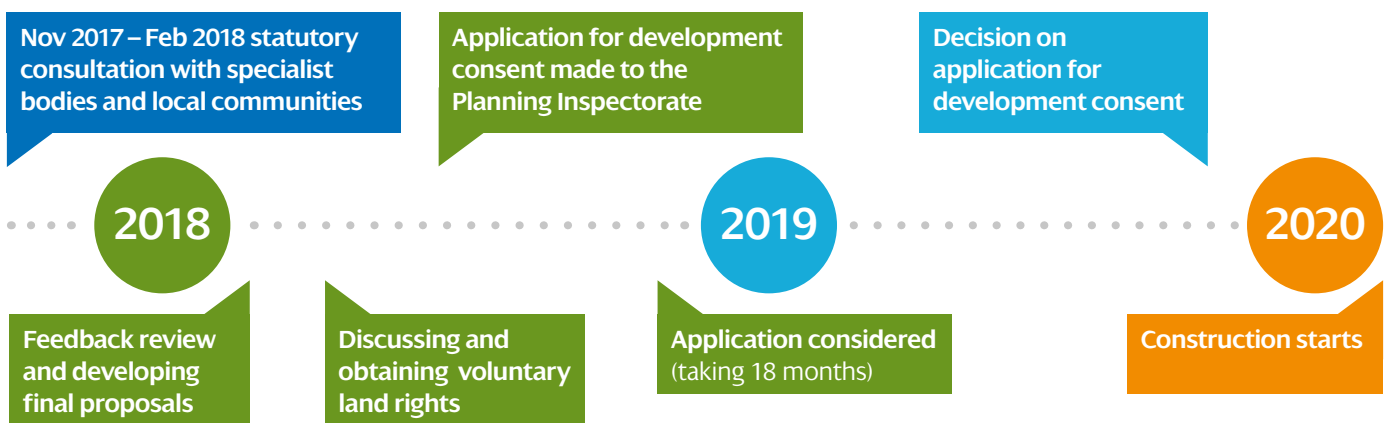 Nov 2017 – Feb 2018 statutory
consultation with specialist
bodies and local communities
Application for development
consent made to the
Planning Inspectorate
Decision on
application for
development consent
2018
2019
2020
Feedback review
and developing
final proposals
Discussing and
obtaining voluntary
land rights
Application considered
(taking 18 months)
Construction starts